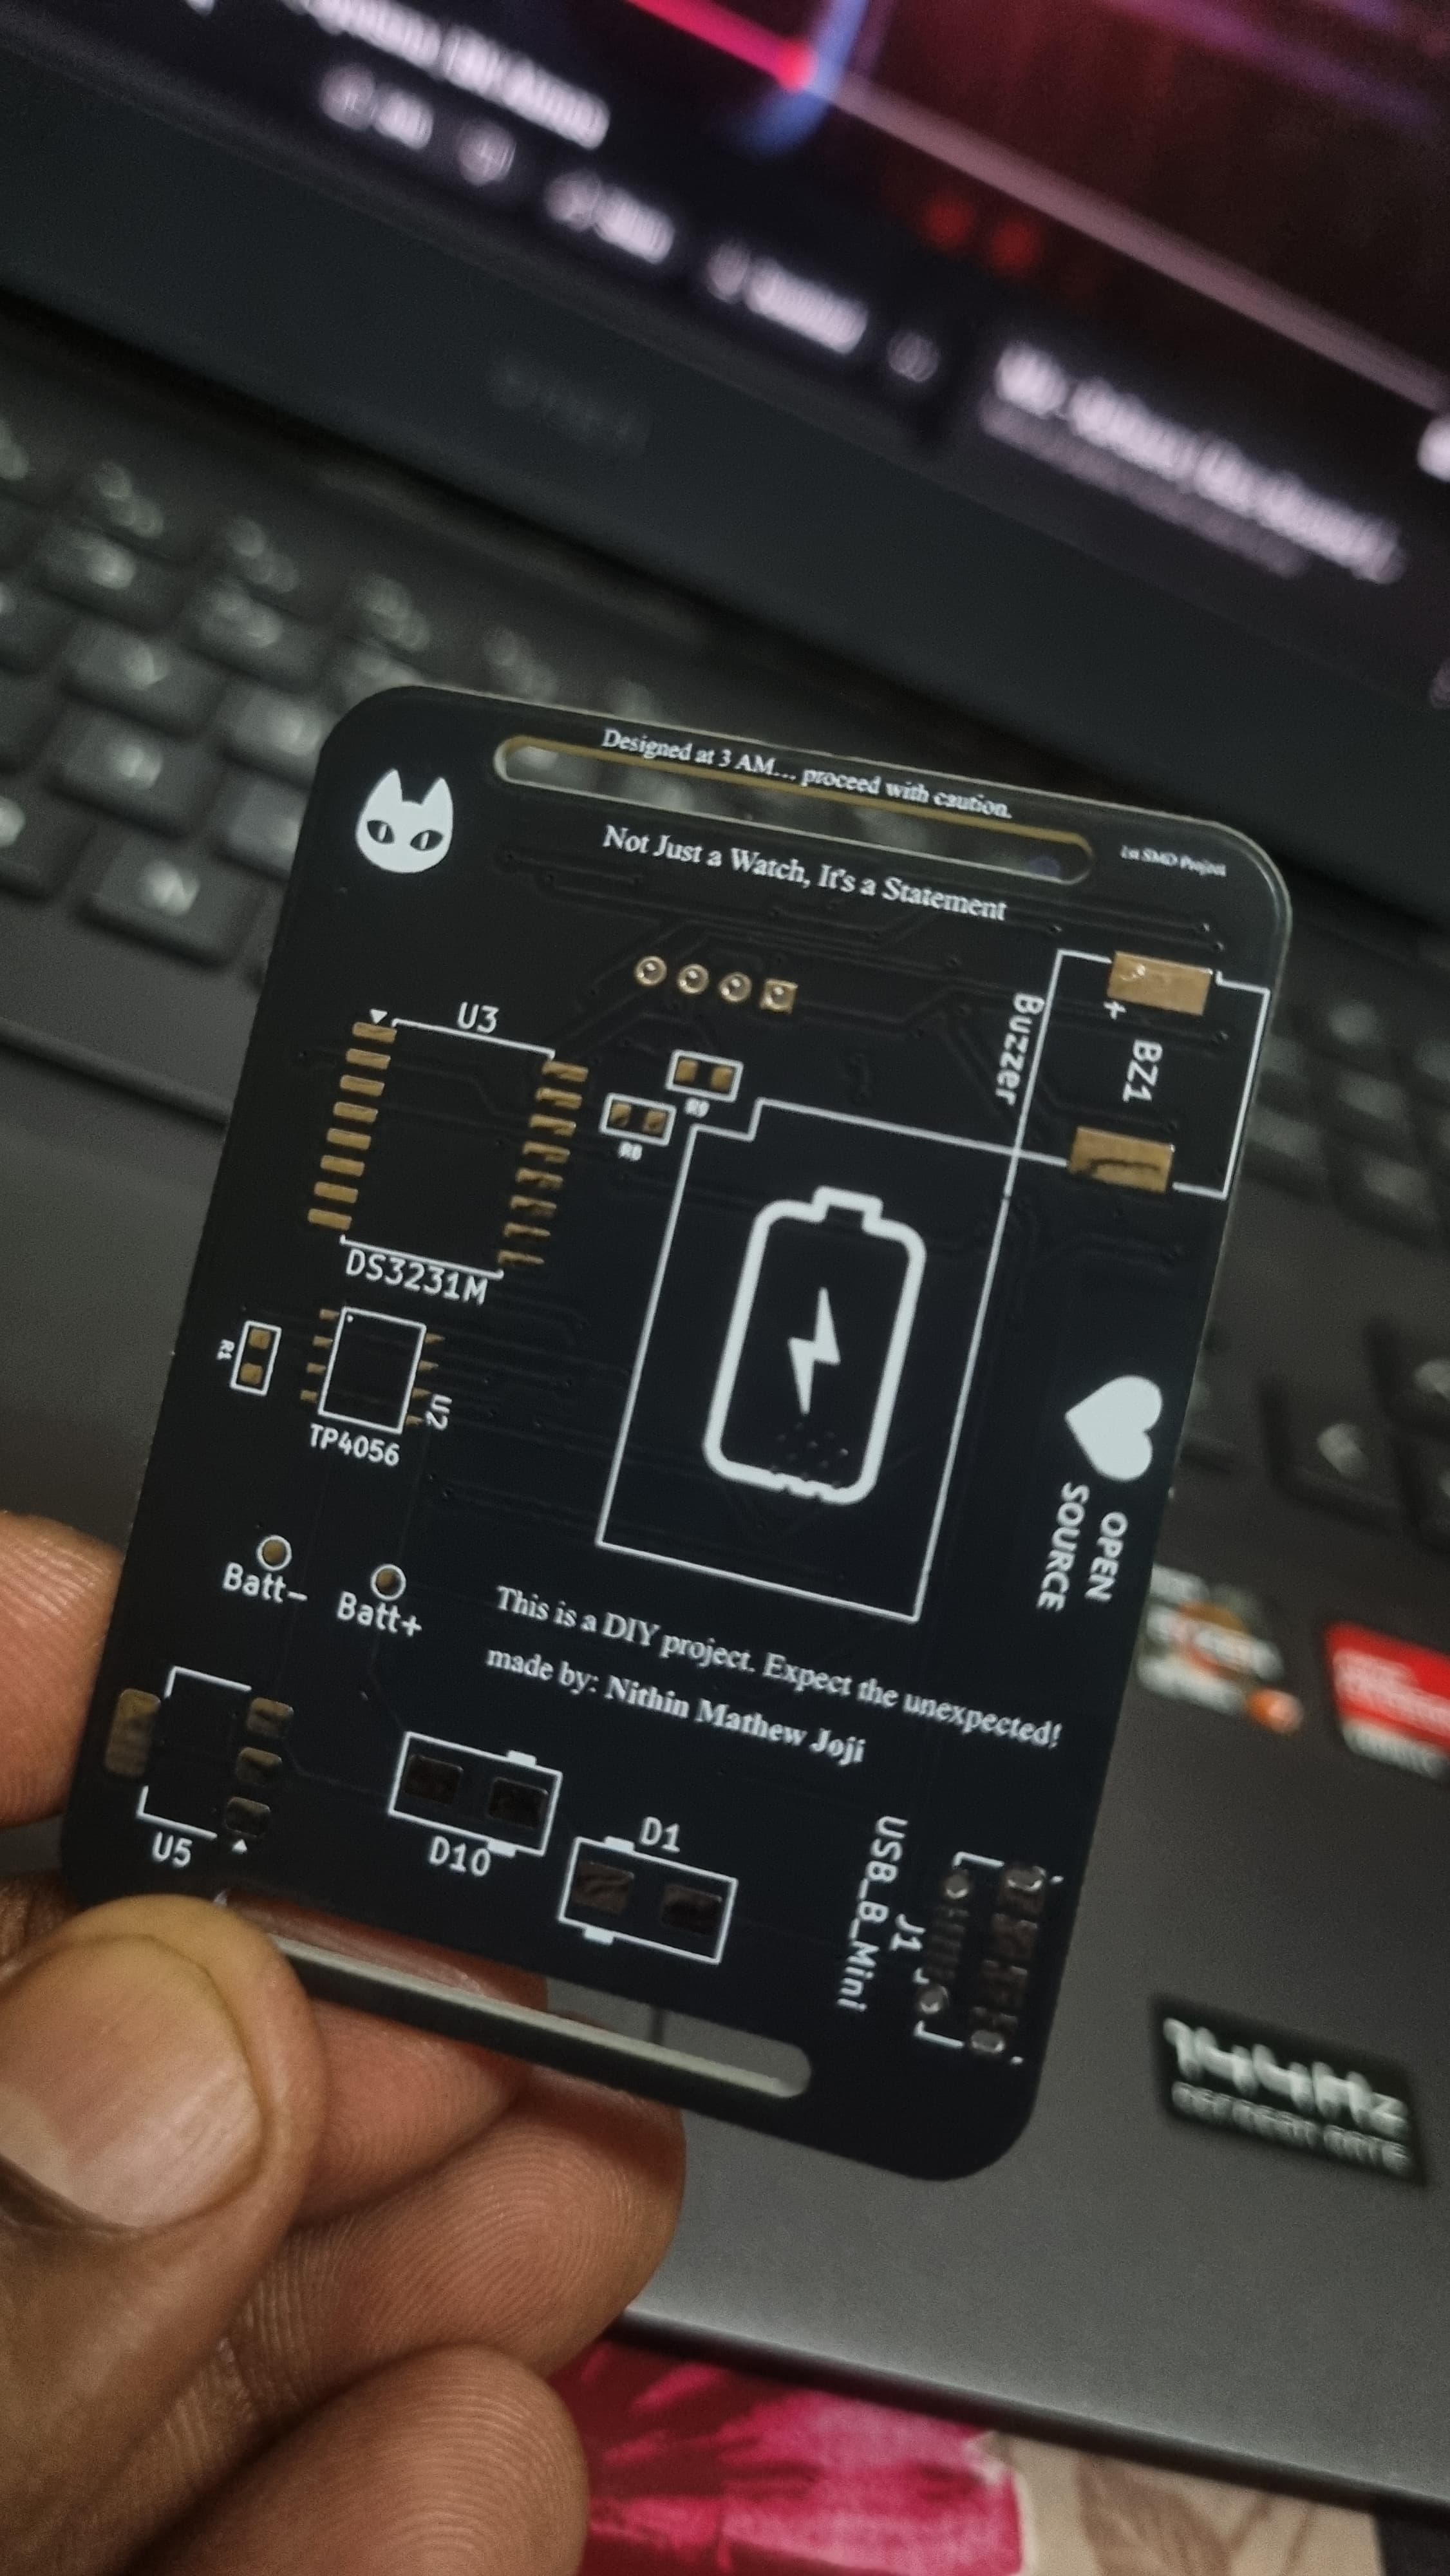 Designed at 3 AM... proceed with caution.
Not Just a Watch, It's a Statement
1st SMD Project
U3
DS3231M
R9
R8
Buzzer
+
BZ1
R1
U2
TP4056
OPEN
SOURCE
Batt-
Batt+
This is a DIY project. Expect the unexpected!
made by: Nithin Mathew Joji
U5
D10
D1
USB_B_Mini
J1
144Hz
REFRESH RATE